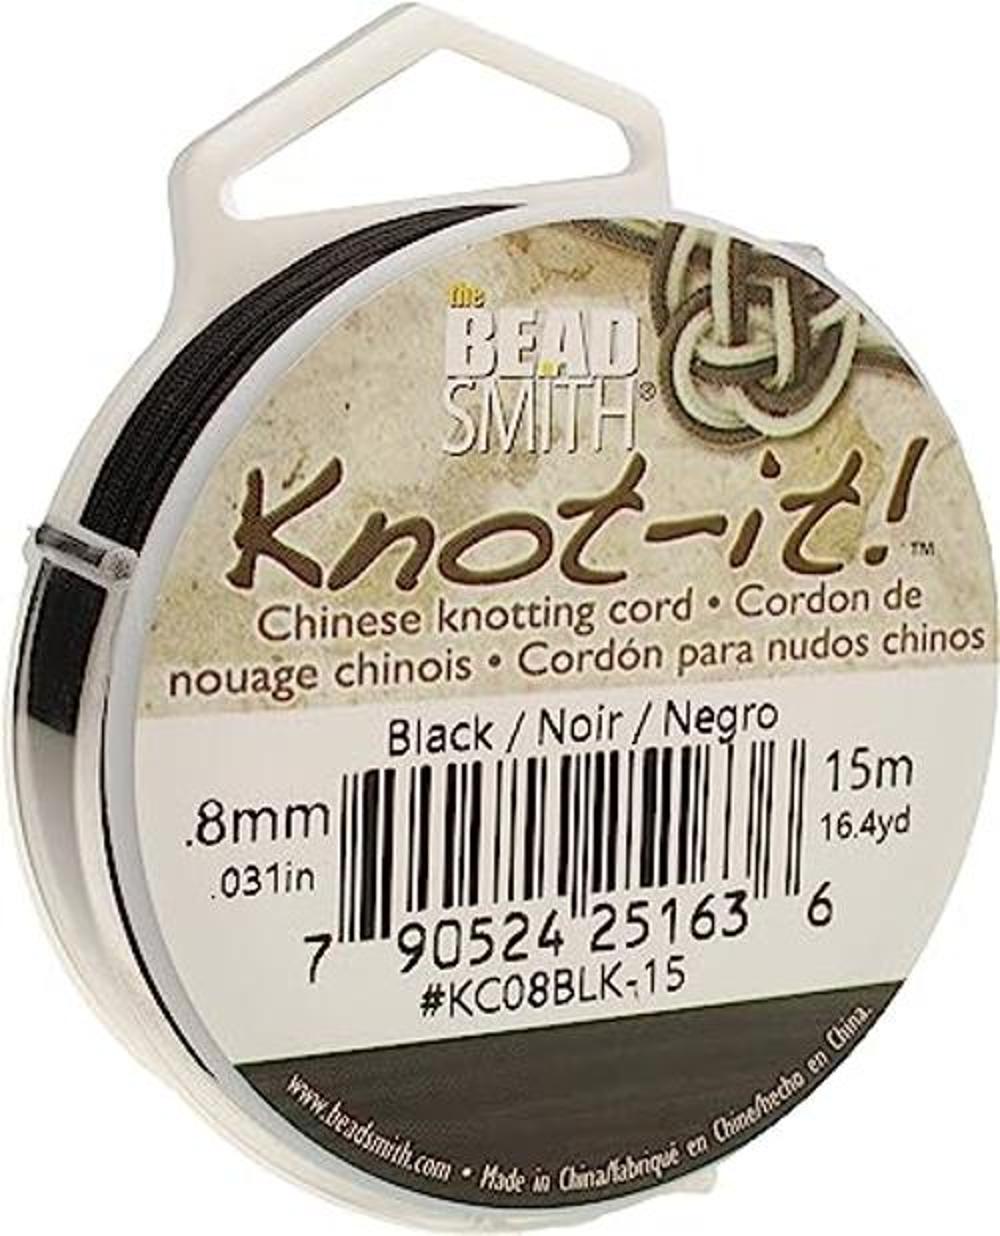 the
BEAD
SMITH®
Knot-it!™
Chinese knotting cord • Cordon de
nouage chinois • Cordón para nudos chinos
Black / Noir / Negro
.8mm
.031in
15m
16.4yd
7 90524 25163 6
#KC08BLK-15
www.beadsmith.com • Made in China/fabriqué en Chine/hecho en China.